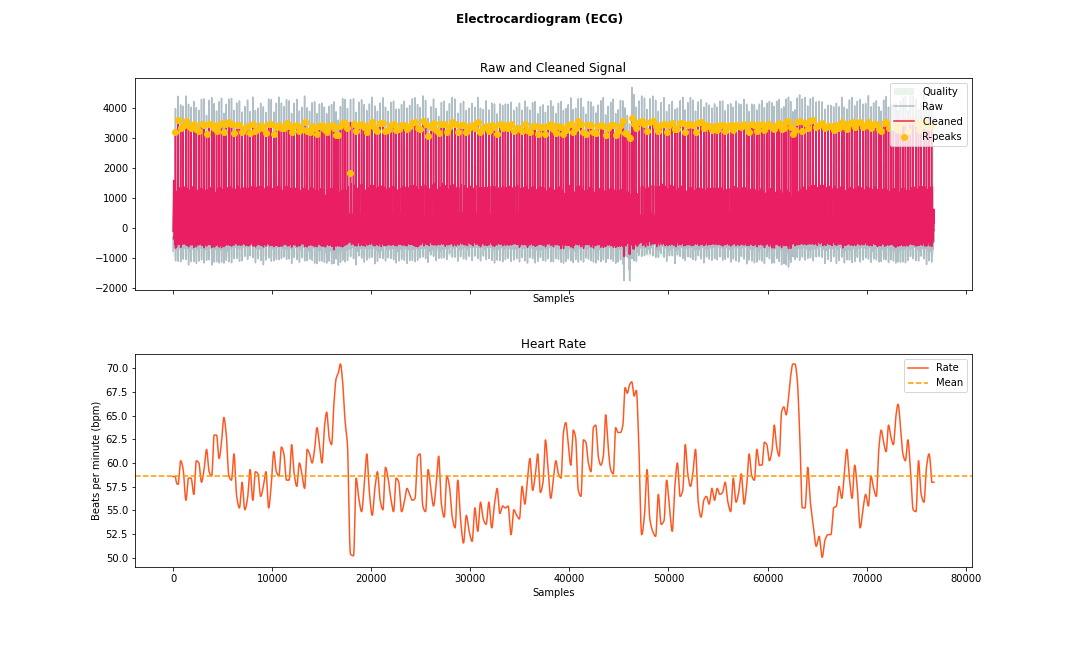 Electrocardiogram (ECG)
Raw and Cleaned Signal
Quality
Raw
Cleaned
R-peaks
4000
3000
2000
1000
0
−1000
−2000
Samples
Heart Rate
Rate
Mean
70.0
67.5
65.0
62.5
60.0
57.5
55.0
52.5
50.0
Beats per minute (bpm)
0 10000 20000 30000 40000 50000 60000 70000 80000
Samples